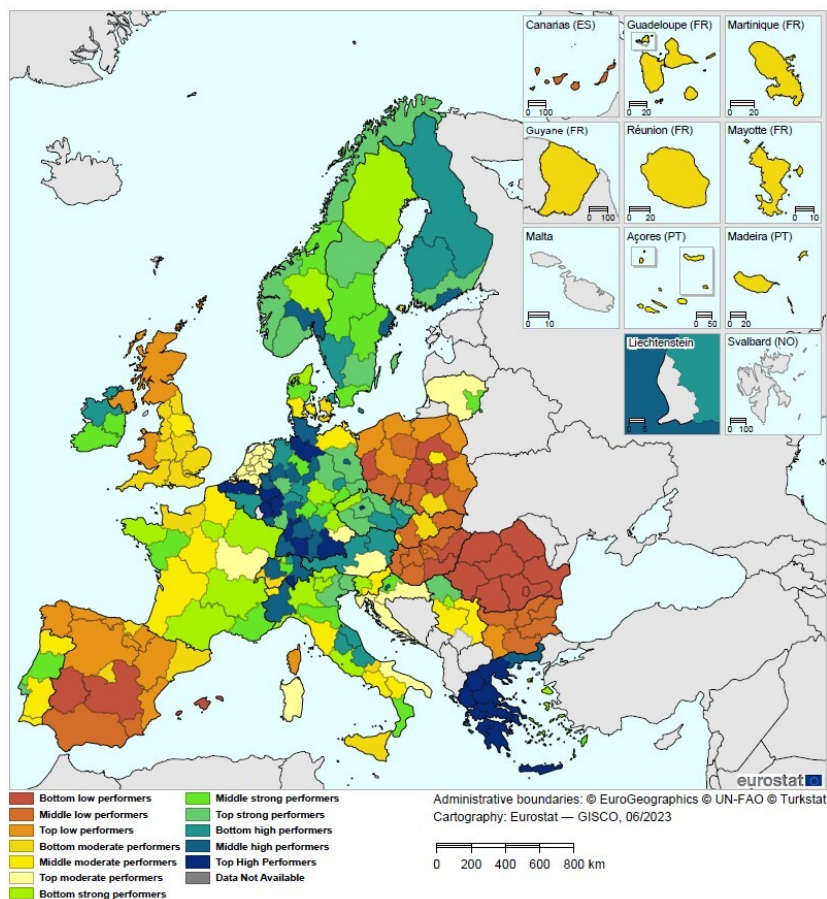 Canarias (ES)
0 100
Guadeloupe (FR)
0 20
Martinique (FR)
0 20
Guyane (FR)
0 100
Réunion (FR)
0 20
Mayotte (FR)
0 10
Malta
0 10
Açores (PT)
0 50
Madeira (PT)
0 20
Liechtenstein
Svalbard (NO)
0 100
eurostat
Bottom low performers
Middle low performers
Top low performers
Bottom moderate performers
Middle moderate performers
Top moderate performers
Bottom strong performers
Middle strong performers
Top strong performers
Bottom high performers
Middle high performers
Top High Performers
Data Not Available
Administrative boundaries: © EuroGeographics © UN-FAO © Turkstat
Cartography: Eurostat — GISCO, 06/2023
0 200 400 600 800 km